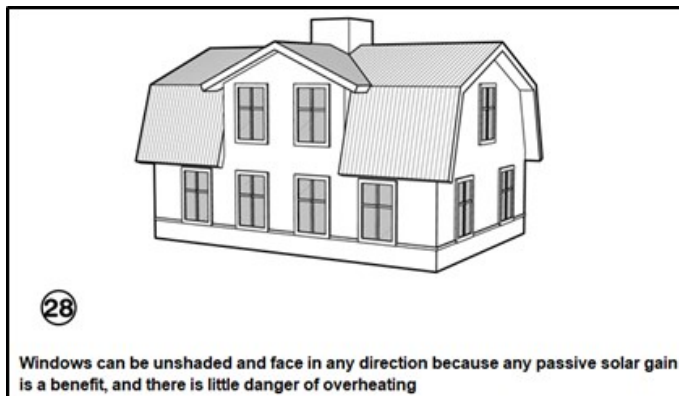 28
Windows can be unshaded and face in any direction because any passive solar gain
is a benefit, and there is little danger of overheating